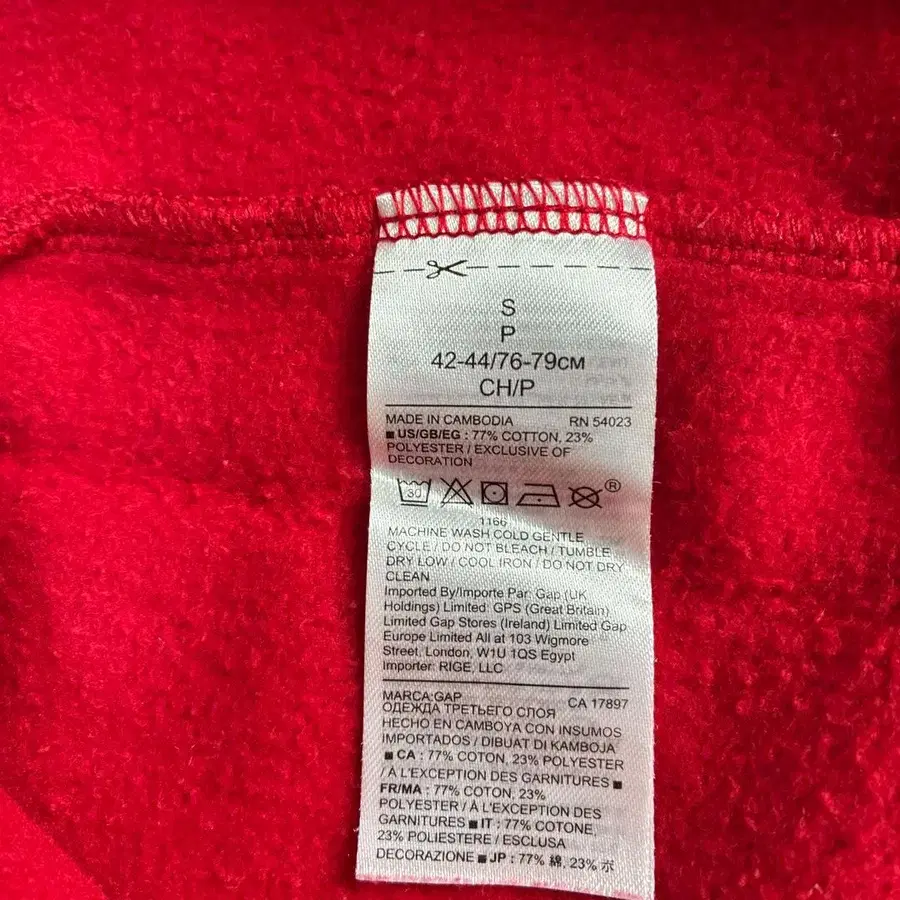 S
P
42-44/76-79см
CH/P
MADE IN CAMBODIA RN 54023
■ US/GB/EG : 77% COTTON, 23%
POLYESTER / EXCLUSIVE OF
DECORATION
30 ®
1166
MACHINE WASH COLD GENTLE
CYCLE / DO NOT BLEACH / TUMBLE
DRY LOW / COOL IRON / DO NOT DRY
CLEAN
Imported By/Importe Par: Gap (UK
Holdings) Limited: GPS (Great Britain)
Limited Gap Stores (Ireland) Limited Gap
Europe Limited All at 103 Wigmore
Street, London, W1U 1QS Egypt
Importer: RIGE, LLC
MARCA:GAP CA 17897
ОДЕЖДА ТРЕТЬЕГО СЛОЯ
HECHO EN CAMBOYA CON INSUMOS
IMPORTADOS / DIBUAT DI KAMBOJA
■ CA : 77% COTON, 23% POLYESTER
/ À L'EXCEPTION DES GARNITURES ■
FR/MA : 77% COTON, 23%
POLYESTER / À L'EXCEPTION DES
GARNITURES ■ IT : 77% COTONE,
23% POLIESTERE / ESCLUSA
DECORAZIONE ■ JP : 77% 綿, 23% ポ